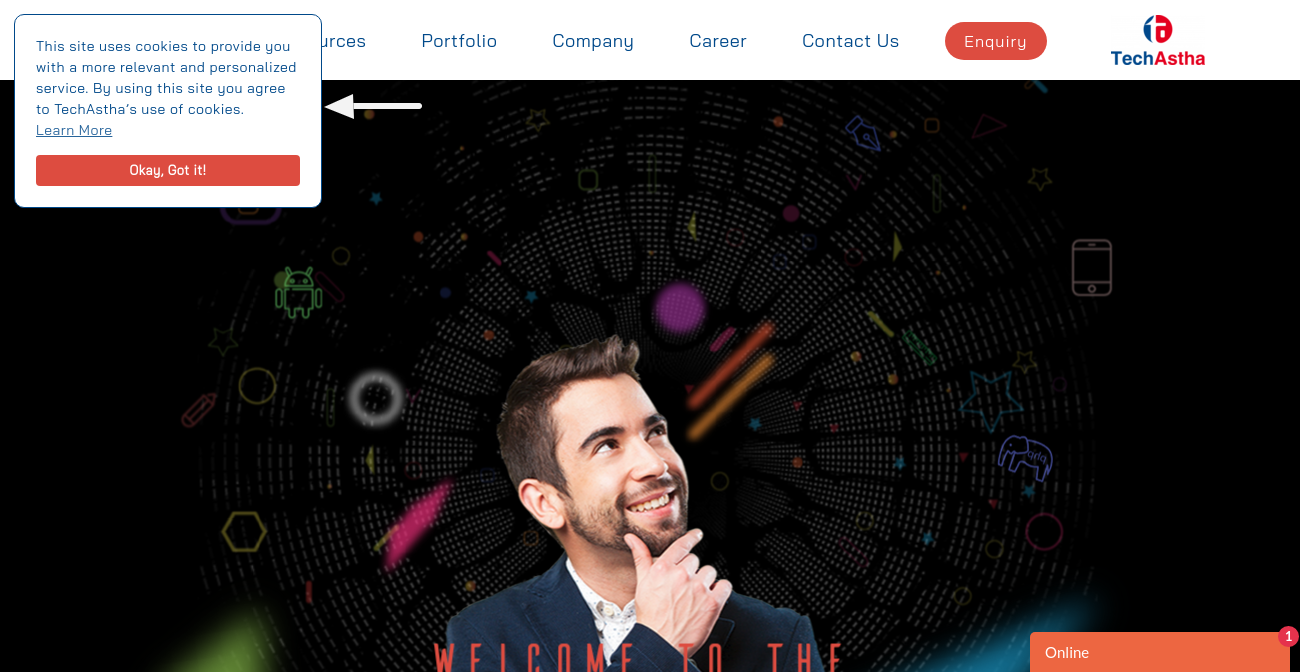 This site uses cookies to provide you
with a more relevant and personalized
service. By using this site you agree
to TechAstha’s use of cookies.
Learn More
Okay, Got it!
Portfolio
Company
Career
Contact Us
Enquiry
TechAstha
WELCOME TO THE
Online
1